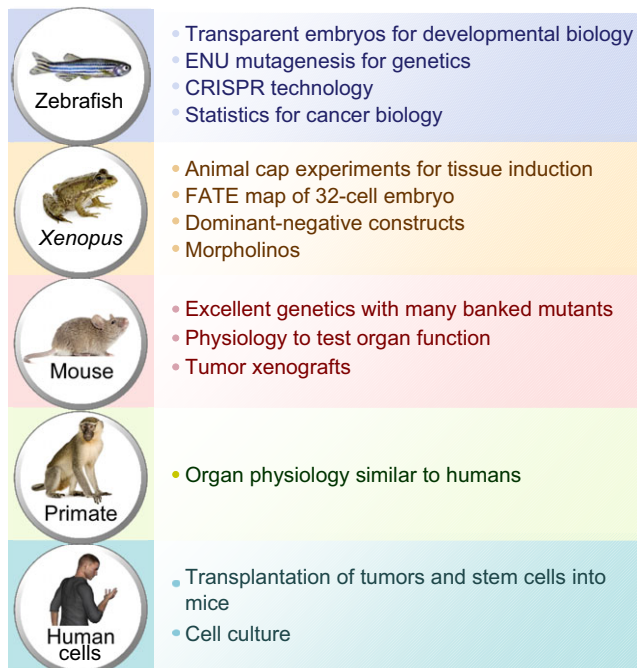 Zebrafish
• Transparent embryos for developmental biology
• ENU mutagenesis for genetics
• CRISPR technology
• Statistics for cancer biology
Xenopus
• Animal cap experiments for tissue induction
• FATE map of 32-cell embryo
• Dominant-negative constructs
• Morpholinos
Mouse
• Excellent genetics with many banked mutants
• Physiology to test organ function
• Tumor xenografts
Primate
• Organ physiology similar to humans
Human
cells
• Transplantation of tumors and stem cells into
mice
• Cell culture